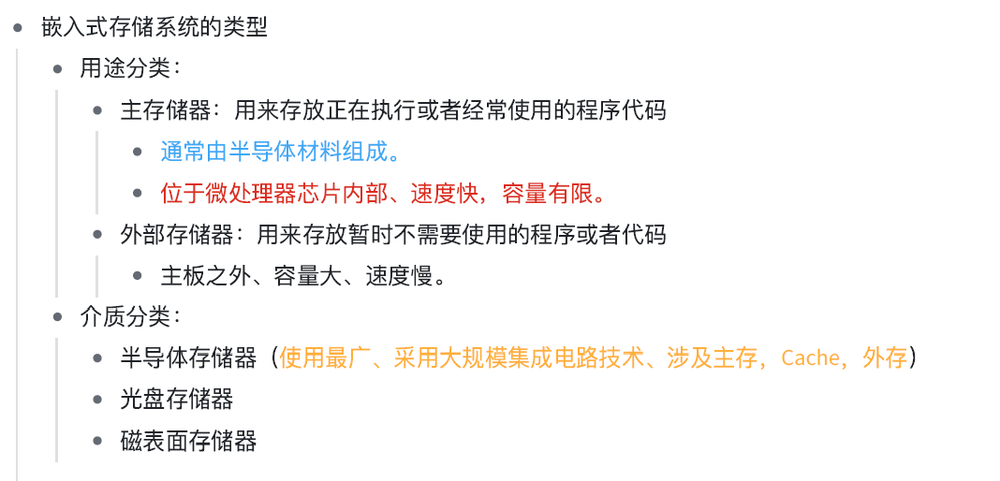 嵌入式存储系统的类型
用途分类：
主存储器：用来存放正在执行或者经常使用的程序代码
通常由半导体材料组成。
位于微处理器芯片内部、速度快，容量有限。
外部存储器：用来存放暂时不需要使用的程序或者代码
主板之外、容量大、速度慢。
介质分类：
半导体存储器（使用最广、采用大规模集成电路技术、涉及主存，Cache，外存）
光盘存储器
磁表面存储器